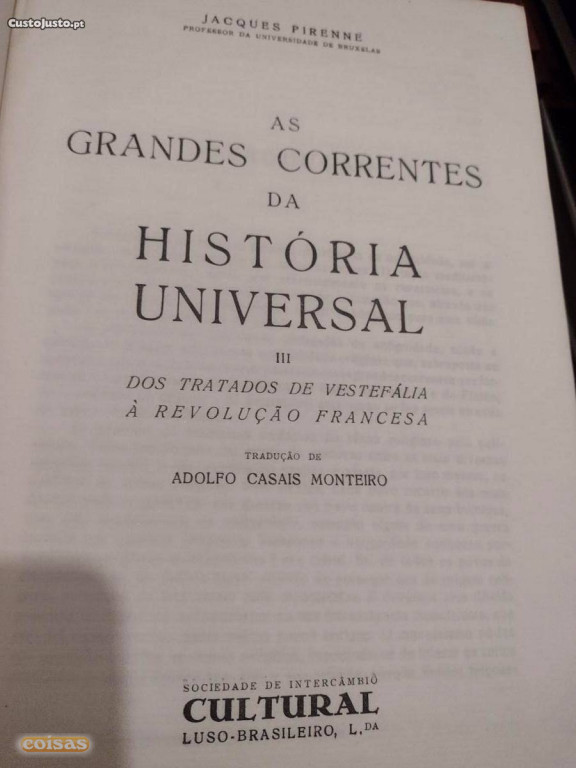 CustoJusto.pt
JACQUES PIRENNE
PROFESSOR DA UNIVERSIDADE DE BRUXELAS
AS
GRANDES CORRENTES
DA
HISTÓRIA
UNIVERSAL
III
DOS TRATADOS DE VESTEFÁLIA
À REVOLUÇÃO FRANCESA
TRADUÇÃO DE
ADOLFO CASAIS MONTEIRO
SOCIEDADE DE INTERCÂMBIO
CULTURAL
LUSO-BRASILEIRO, L.DA
coisas